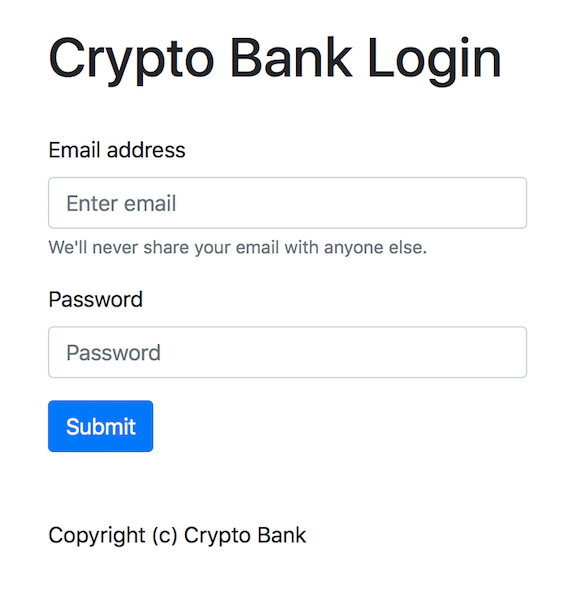 Crypto Bank Login
Email address
Enter email
We'll never share your email with anyone else.
Password
Password
Submit
Copyright (c) Crypto Bank